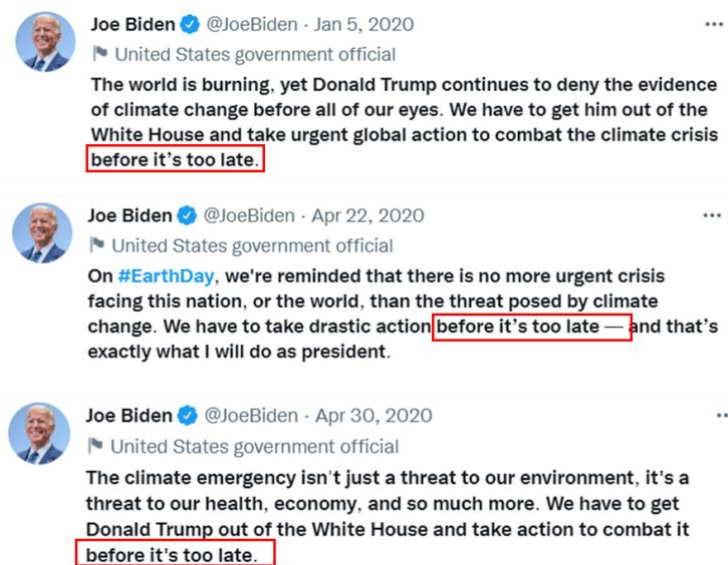 Joe Biden @JoeBiden · Jan 5, 2020
United States government official
The world is burning, yet Donald Trump continues to deny the evidence
of climate change before all of our eyes. We have to get him out of the
White House and take urgent global action to combat the climate crisis
before it’s too late.
Joe Biden @JoeBiden · Apr 22, 2020
United States government official
On #EarthDay, we're reminded that there is no more urgent crisis
facing this nation, or the world, than the threat posed by climate
change. We have to take drastic action before it’s too late — and that’s
exactly what I will do as president.
Joe Biden @JoeBiden · Apr 30, 2020
United States government official
The climate emergency isn't just a threat to our environment, it's a
threat to our health, economy, and so much more. We have to get
Donald Trump out of the White House and take action to combat it
before it's too late.